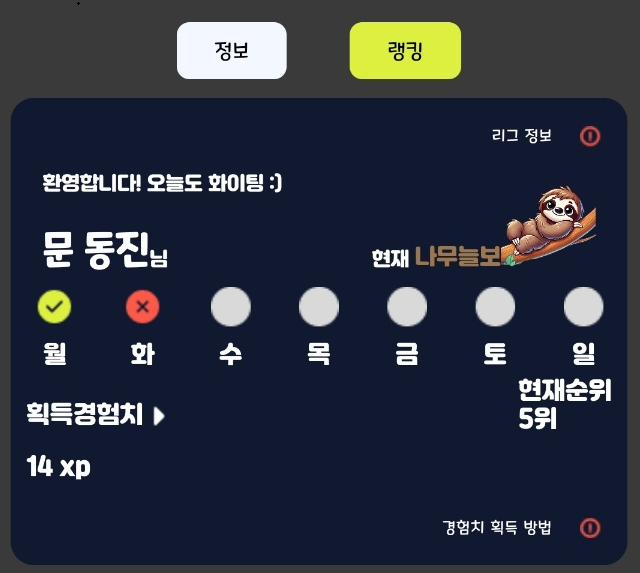 정보
랭킹
리그 정보
환영합니다! 오늘도 화이팅 :)
문 동진님
현재 나무늘보
월 화 수 목 금 토 일
현재순위
5위
획득경험치
14 xp
경험치 획득 방법